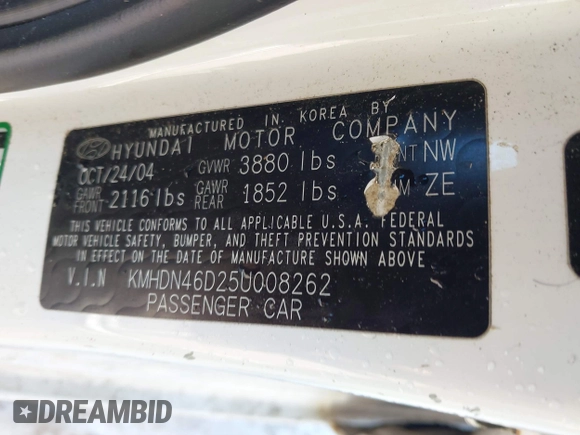 MANUFACTURED IN KOREA BY
HYUNDAI MOTOR COMPANY
OCT/24/04 GVWR 3880 lbs NW
GAWR FRONT 2116 lbs GAWR REAR 1852 lbs ZE
THIS VEHICLE CONFORMS TO ALL APPLICABLE U.S.A. FEDERAL
MOTOR VEHICLE SAFETY, BUMPER, AND THEFT PREVENTION STANDARDS
IN EFFECT ON THE DATE OF MANUFACTURE SHOWN ABOVE
V.I.N KMHDN46D25U008262
PASSENGER CAR
DREAMBID